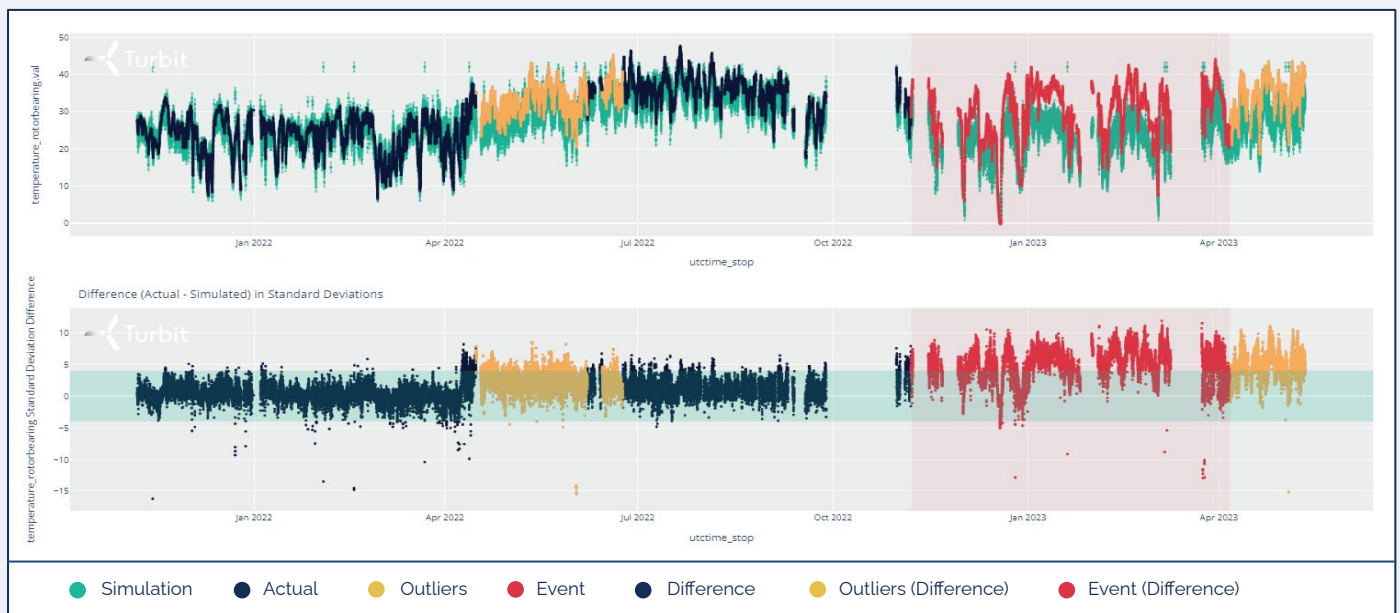 temperature_rotorbearing.val
Turbit
50
40
30
20
10
0
Jan 2022
Apr 2022
Jul 2022
Oct 2022
Jan 2023
Apr 2023
utctime_stop
Difference (Actual - Simulated) in Standard Deviations
temperature_rotorbearing Standard Deviation Difference
Turbit
10
5
0
−5
−10
−15
Jan 2022
Apr 2022
Jul 2022
Oct 2022
Jan 2023
Apr 2023
utctime_stop
Simulation
Actual
Outliers
Event
Difference
Outliers (Difference)
Event (Difference)